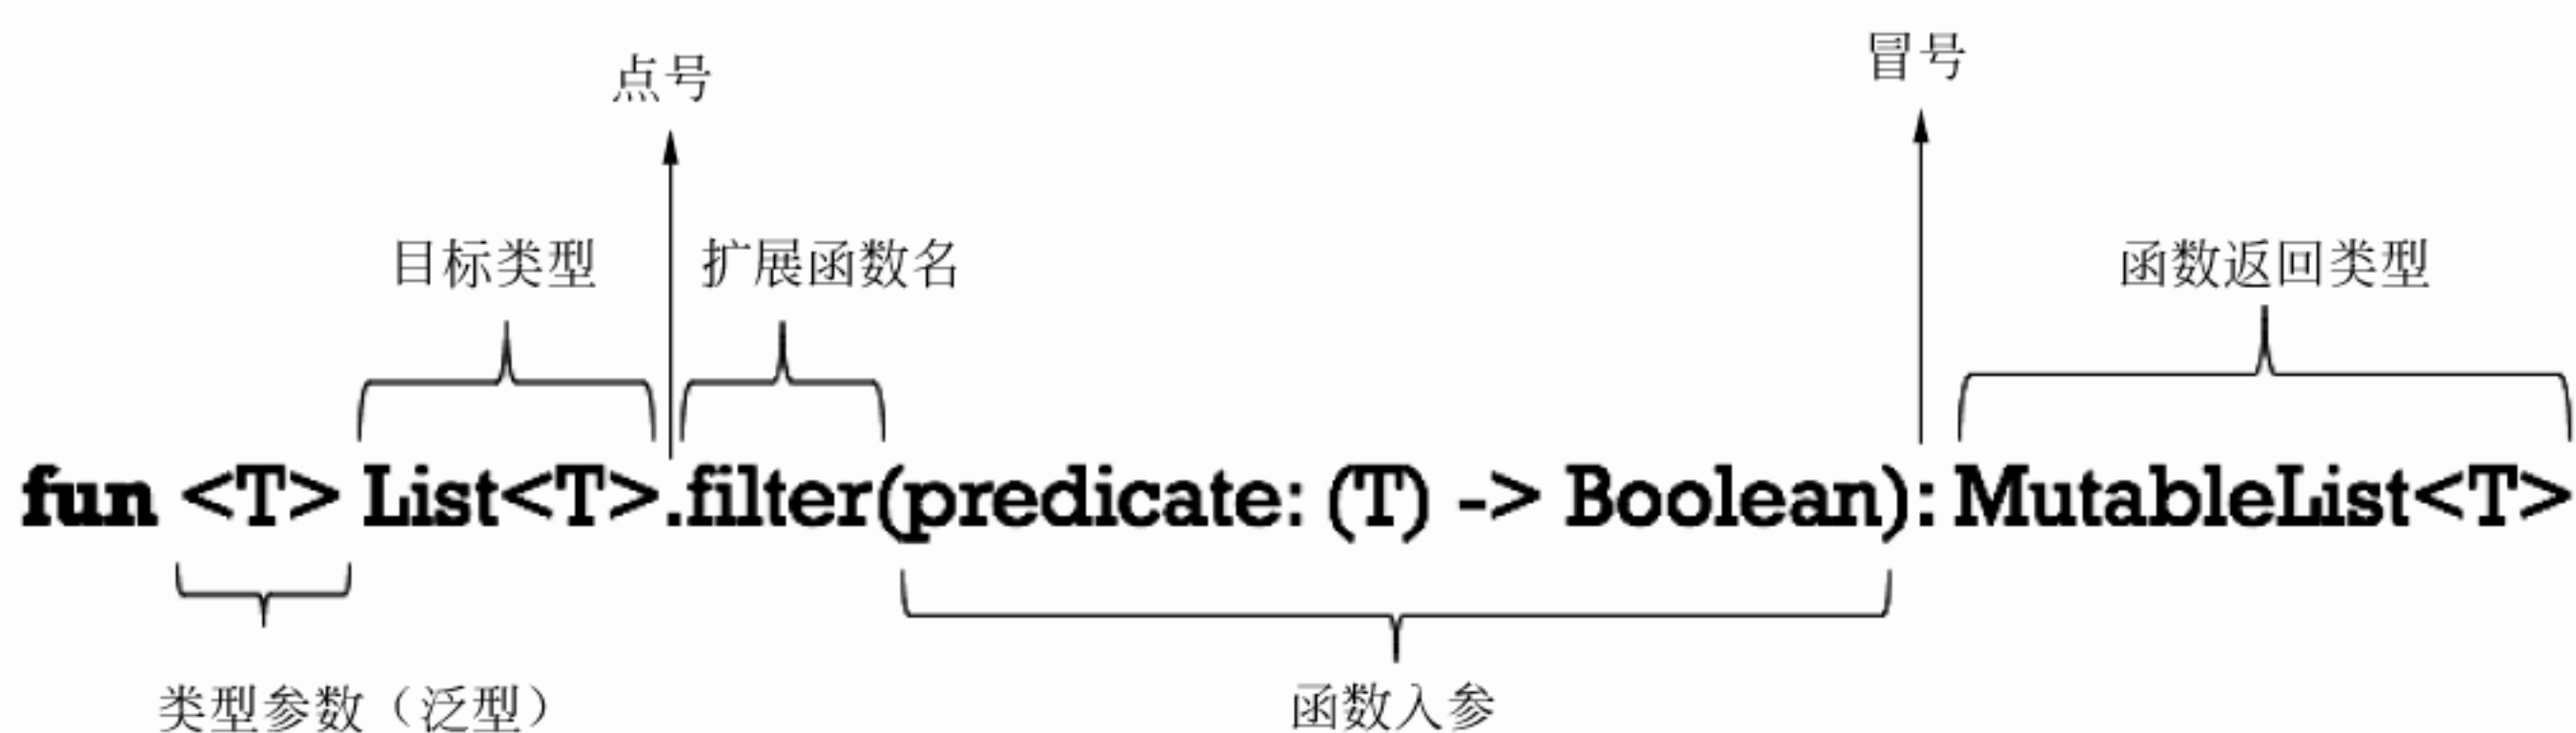 冒号
点号
目标类型 扩展函数名 函数返回类型
fun <T> List<T>.filter(predicate: (T) -> Boolean): MutableList<T>
类型参数（泛型） 函数入参